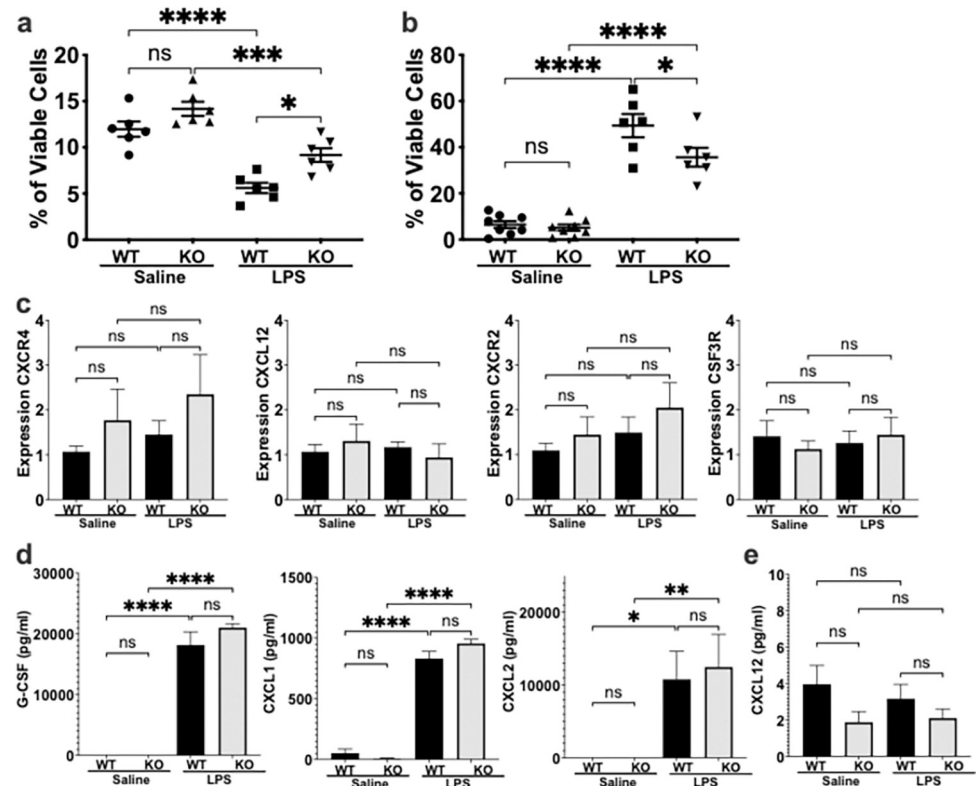 a
% of Viable Cells
20
15
10
5
0
****
ns
***
*
WT KO WT KO
Saline LPS
b
% of Viable Cells
80
60
40
20
0
****
****
*
ns
WT KO WT KO
Saline LPS
c
Expression CXCR4
4
3
2
1
0
ns
ns ns
ns
WT KO WT KO
Saline LPS
Expression CXCL12
4
3
2
1
0
ns
ns
ns ns
WT KO WT KO
Saline LPS
Expression CXCR2
4
3
2
1
0
ns
ns ns
ns
WT KO WT KO
Saline LPS
Expression CSF3R
4
3
2
1
0
ns
ns
ns ns
WT KO WT KO
Saline LPS
d
G-CSF (pg/ml)
30000
20000
10000
0
****
**** ns
ns
WT KO WT KO
Saline LPS
CXCL1 (pg/ml)
1500
1000
500
0
****
**** ns
ns
WT KO WT KO
Saline LPS
CXCL2 (pg/ml)
20000
10000
0
**
* ns
ns
WT KO WT KO
Saline LPS
e
CXCL12 (pg/ml)
10
8
6
4
2
0
ns
ns
ns
ns
WT KO WT KO
Saline LPS